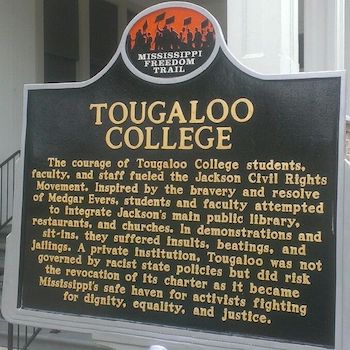 MISSISSIPPI
FREEDOM
TRAIL
TOUGALOO
COLLEGE
The courage of Tougaloo College students,
faculty, and staff fueled the Jackson Civil Rights
Movement. Inspired by the bravery and resolve
of Medgar Evers, students and faculty attempted
to integrate Jackson's main public library,
restaurants, and churches. In demonstrations and
sit-ins, they suffered insults, beatings, and
jailings. A private institution, Tougaloo was not
governed by racist state policies but did risk
the revocation of its charter as it became
Mississippi's safe haven for activists fighting
for dignity, equality, and justice.